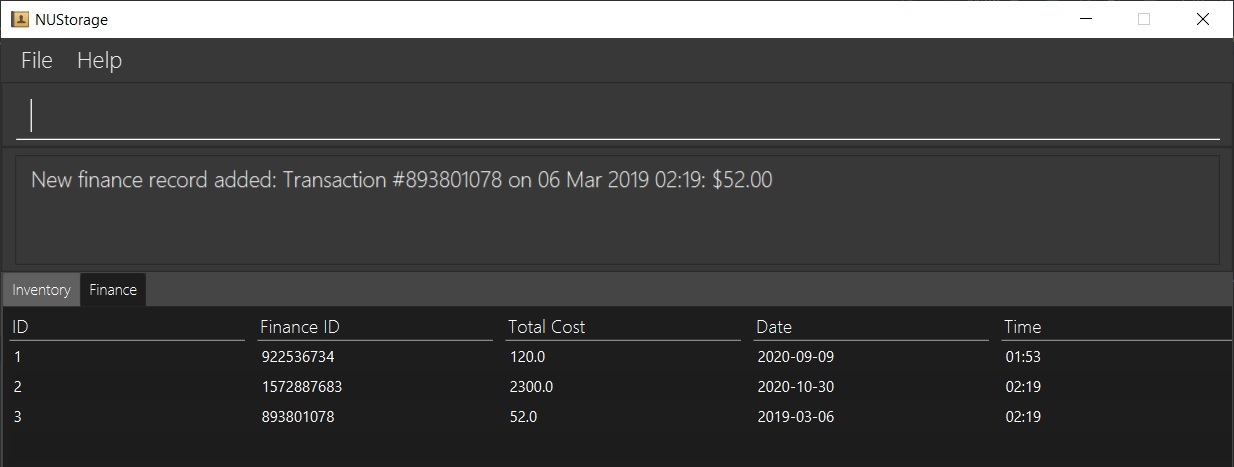 NUStorage
File Help
New finance record added: Transaction #893801078 on 06 Mar 2019 02:19: $52.00
Inventory Finance
ID Finance ID Total Cost Date Time
1 922536734 120.0 2020-09-09 01:53
2 1572887683 2300.0 2020-10-30 02:19
3 893801078 52.0 2019-03-06 02:19